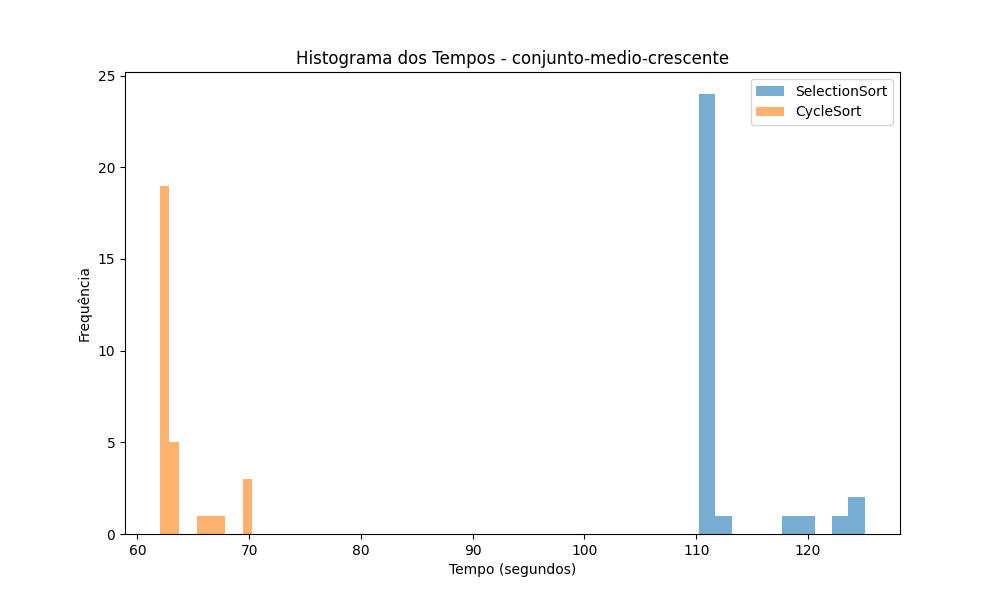 Histograma dos Tempos - conjunto-medio-crescente
SelectionSort
CycleSort
25
20
15
10
5
0
Frequência
60 70 80 90 100 110 120
Tempo (segundos)